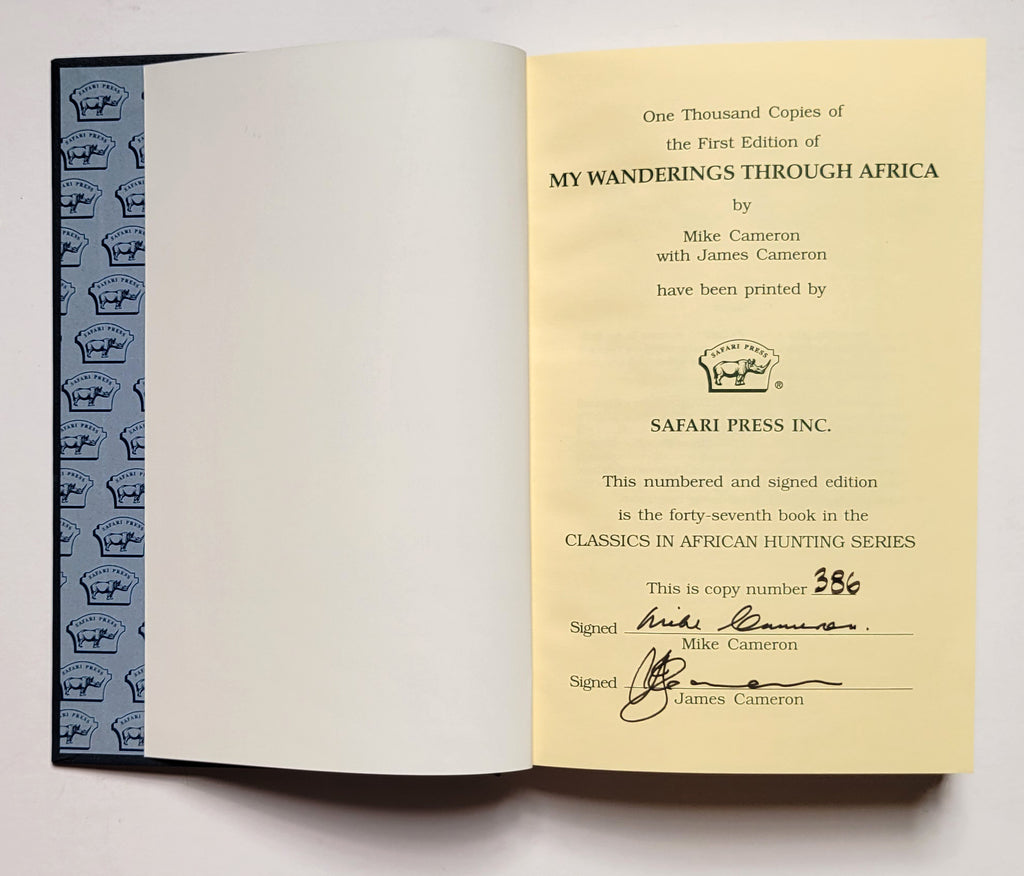 One Thousand Copies of
the First Edition of
MY WANDERINGS THROUGH AFRICA
by
Mike Cameron
with James Cameron
have been printed by
SAFARI PRESS
®
SAFARI PRESS INC.
This numbered and signed edition
is the forty-seventh book in the
CLASSICS IN AFRICAN HUNTING SERIES
This is copy number 386
Signed Mike Cameron.
Mike Cameron
Signed J Cameron
James Cameron